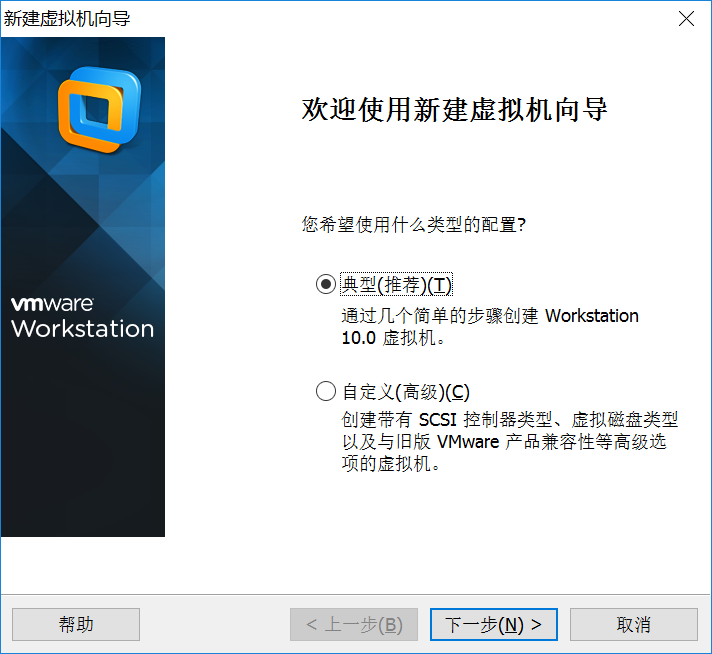 新建虚拟机向导
欢迎使用新建虚拟机向导
您希望使用什么类型的配置?
典型(推荐)(T)
通过几个简单的步骤创建 Workstation
10.0 虚拟机。
vmware
Workstation
自定义(高级)(C)
创建带有 SCSI 控制器类型、虚拟磁盘类型
以及与旧版 VMware 产品兼容性等高级选
项的虚拟机。
帮助
< 上一步(B)
下一步(N) >
取消